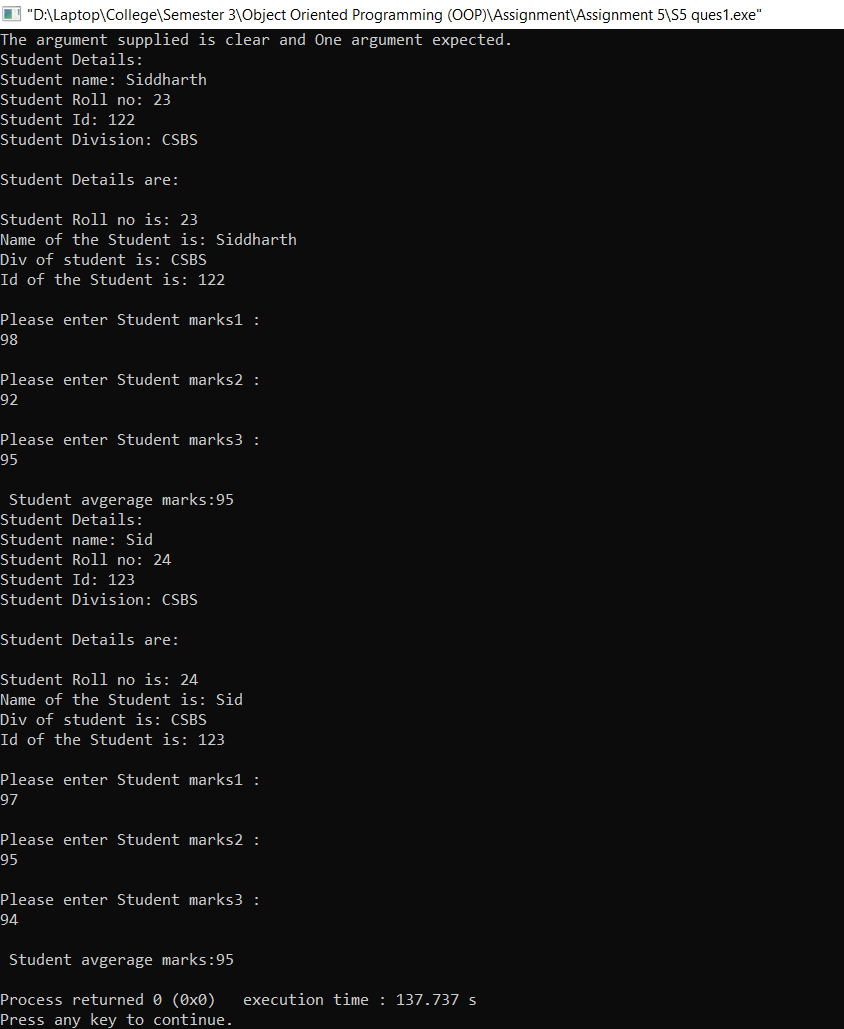 "D:\Laptop\College\Semester 3\Object Oriented Programming (OOP)\Assignment\Assignment 5\S5 ques1.exe"
The argument supplied is clear and One argument expected.
Student Details:
Student name: Siddharth
Student Roll no: 23
Student Id: 122
Student Division: CSBS
Student Details are:
Student Roll no is: 23
Name of the Student is: Siddharth
Div of student is: CSBS
Id of the Student is: 122
Please enter Student marks1 :
98
Please enter Student marks2 :
92
Please enter Student marks3 :
95
Student avgerage marks:95
Student Details:
Student name: Sid
Student Roll no: 24
Student Id: 123
Student Division: CSBS
Student Details are:
Student Roll no is: 24
Name of the Student is: Sid
Div of student is: CSBS
Id of the Student is: 123
Please enter Student marks1 :
97
Please enter Student marks2 :
95
Please enter Student marks3 :
94
Student avgerage marks:95
Process returned 0 (0x0)   execution time : 137.737 s
Press any key to continue.